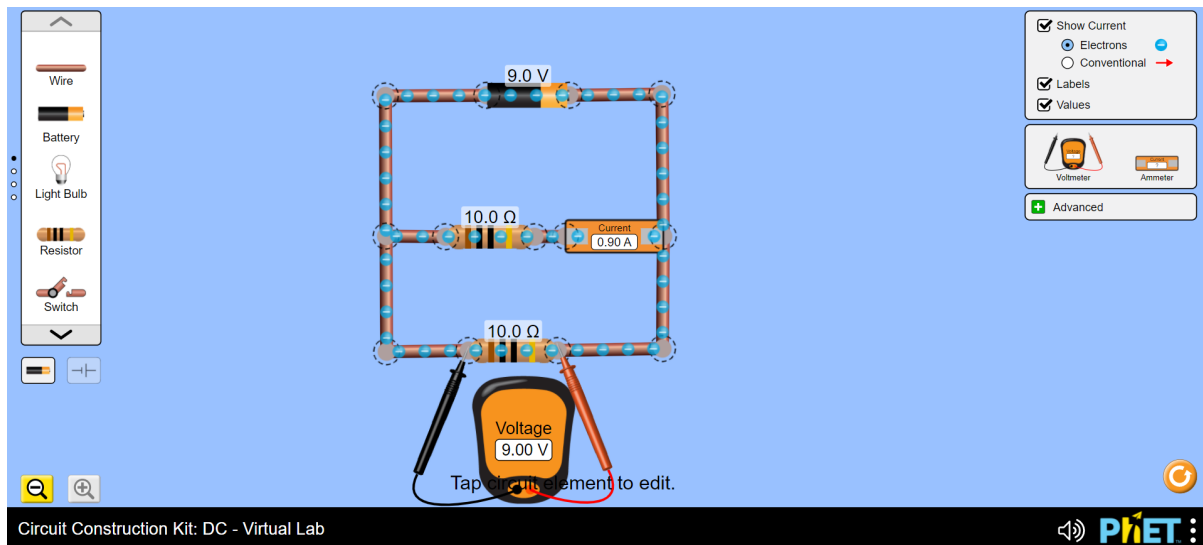 Wire
Battery
Light Bulb
Resistor
Switch
9.0 V
10.0 Ω
Current
0.90 A
10.0 Ω
Voltage
9.00 V
Tap circuit element to edit.
Show Current
Electrons
Conventional
Labels
Values
Voltmeter
Ammeter
Advanced
Circuit Construction Kit: DC - Virtual Lab
PhET